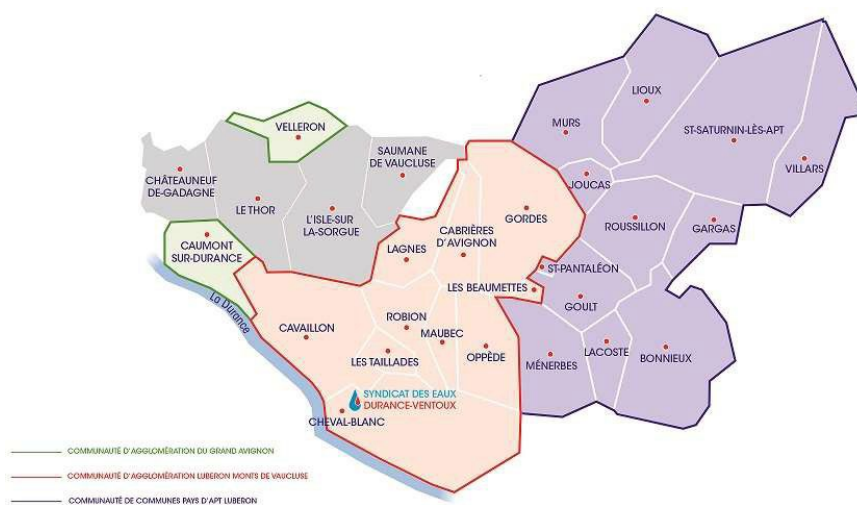 LIOUX
MURS
VELLERON
ST-SATURNIN-LÈS-APT
SAUMANE
DE VAUCLUSE
VILLARS
CHÂTEAUNEUF
DE-GADAGNE
JOUCAS
LE THOR
L'ISLE-SUR
LA-SORGUE
GORDES
ROUSSILLON
GARGAS
CABRIÈRES
D'AVIGNON
CAUMONT
SUR-DURANCE
LAGNES
ST-PANTALÉON
LES BEAUMETTES
GOULT
La Durance
CAVAILLON
ROBION
MAUBEC
OPPÈDE
LES TAILLADES
MÉNERBES
LACOSTE
BONNIEUX
SYNDICAT DES EAUX
DURANCE-VENTOUX
CHEVAL-BLANC
COMMUNAUTÉ D'AGGLOMÉRATION DU GRAND AVIGNON
COMMUNAUTÉ D'AGGLOMÉRATION LUBERON MONTS DE VAUCLUSE
COMMUNAUTÉ DE COMMUNES PAYS D'APT LUBERON